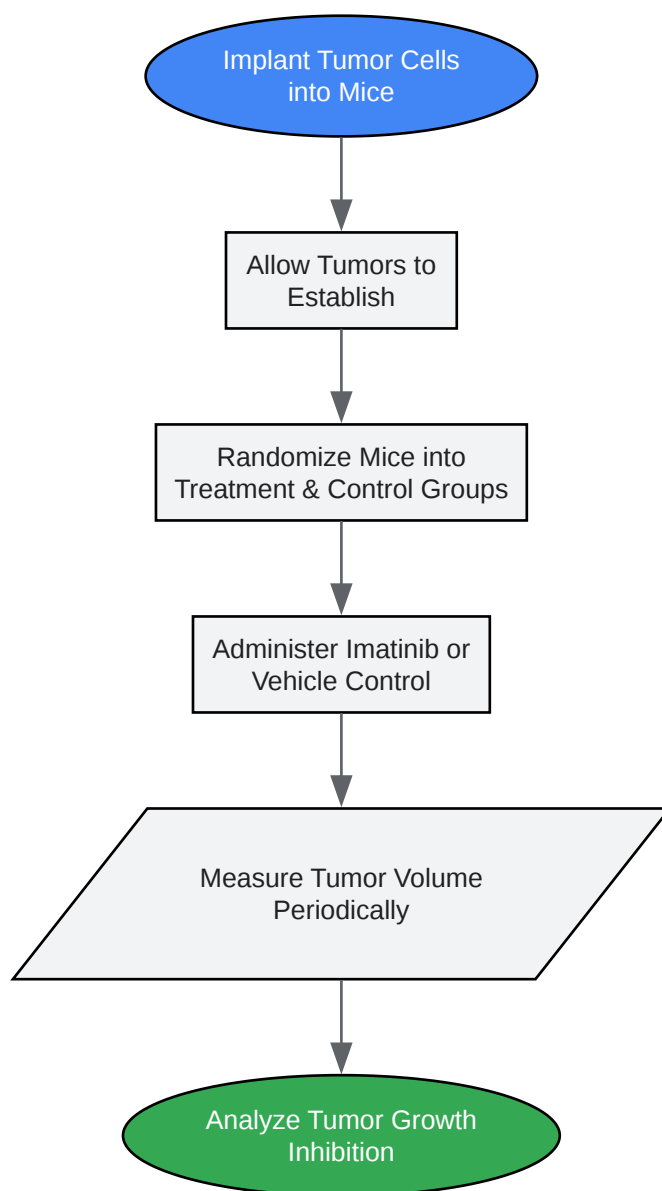 Implant Tumor Cells
into Mice
Allow Tumors to
Establish
Randomize Mice into
Treatment & Control Groups
Administer Imatinib or
Vehicle Control
Measure Tumor Volume
Periodically
Analyze Tumor Growth
Inhibition